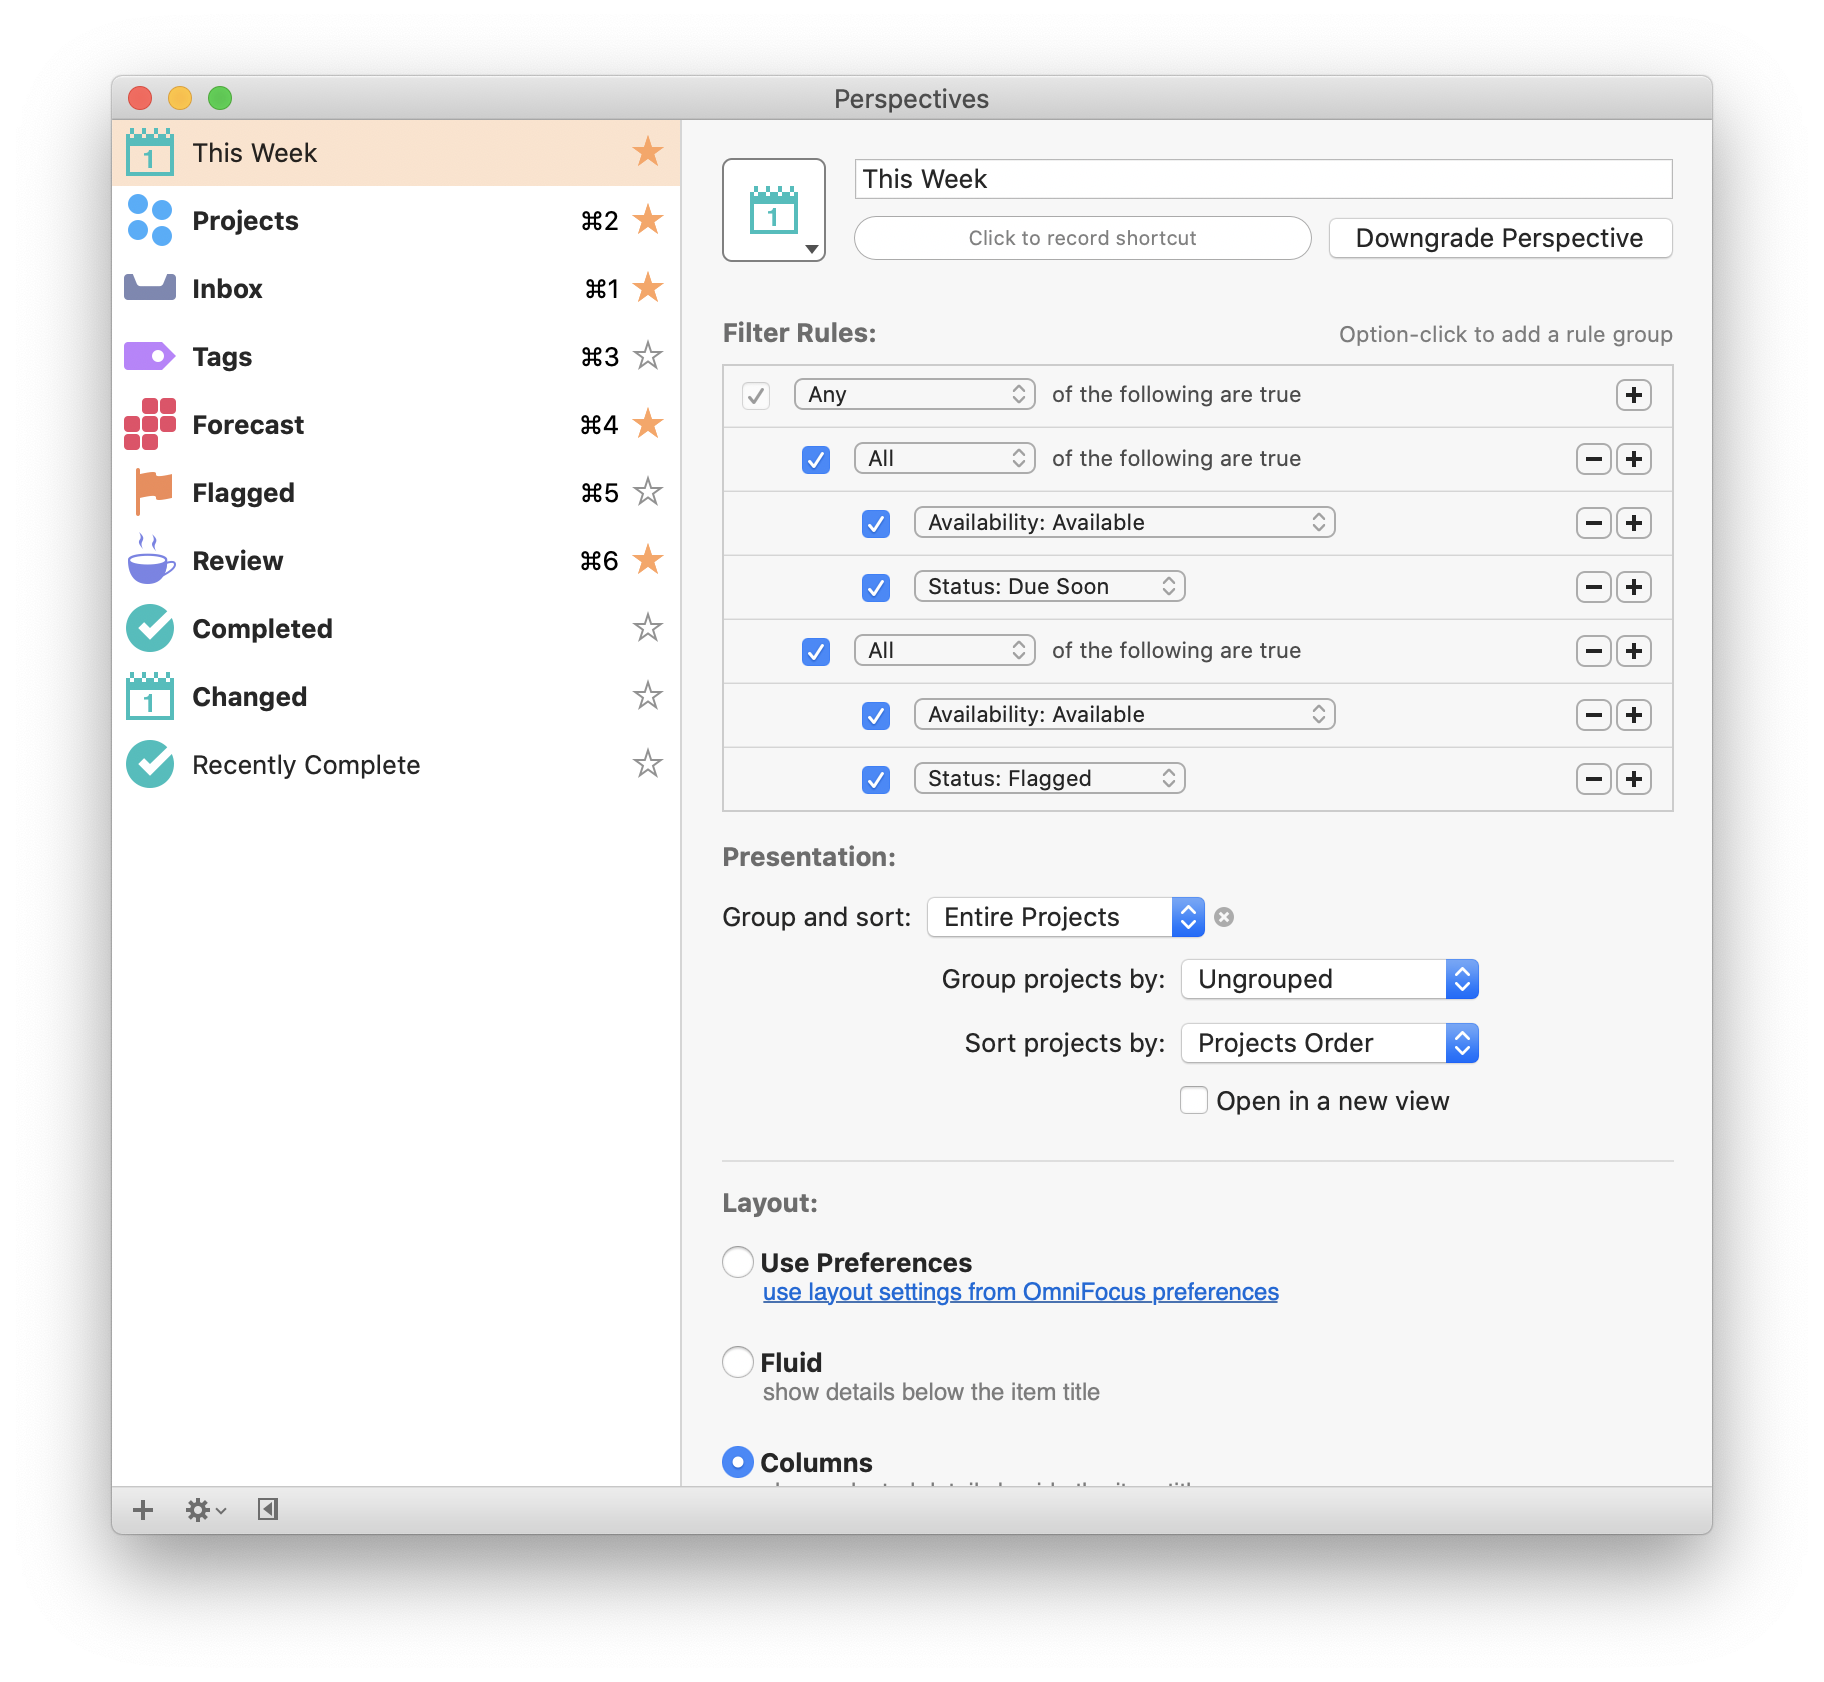 Perspectives
1 This Week
Projects ⌘2
Inbox ⌘1
Tags ⌘3
Forecast ⌘4
Flagged ⌘5
Review ⌘6
Completed
1 Changed
Recently Complete
1
This Week
Click to record shortcut
Downgrade Perspective
Filter Rules:
Option-click to add a rule group
Any of the following are true
All of the following are true
Availability: Available
Status: Due Soon
All of the following are true
Availability: Available
Status: Flagged
Presentation:
Group and sort: Entire Projects
Group projects by: Ungrouped
Sort projects by: Projects Order
Open in a new view
Layout:
Use Preferences
use layout settings from OmniFocus preferences
Fluid
show details below the item title
Columns